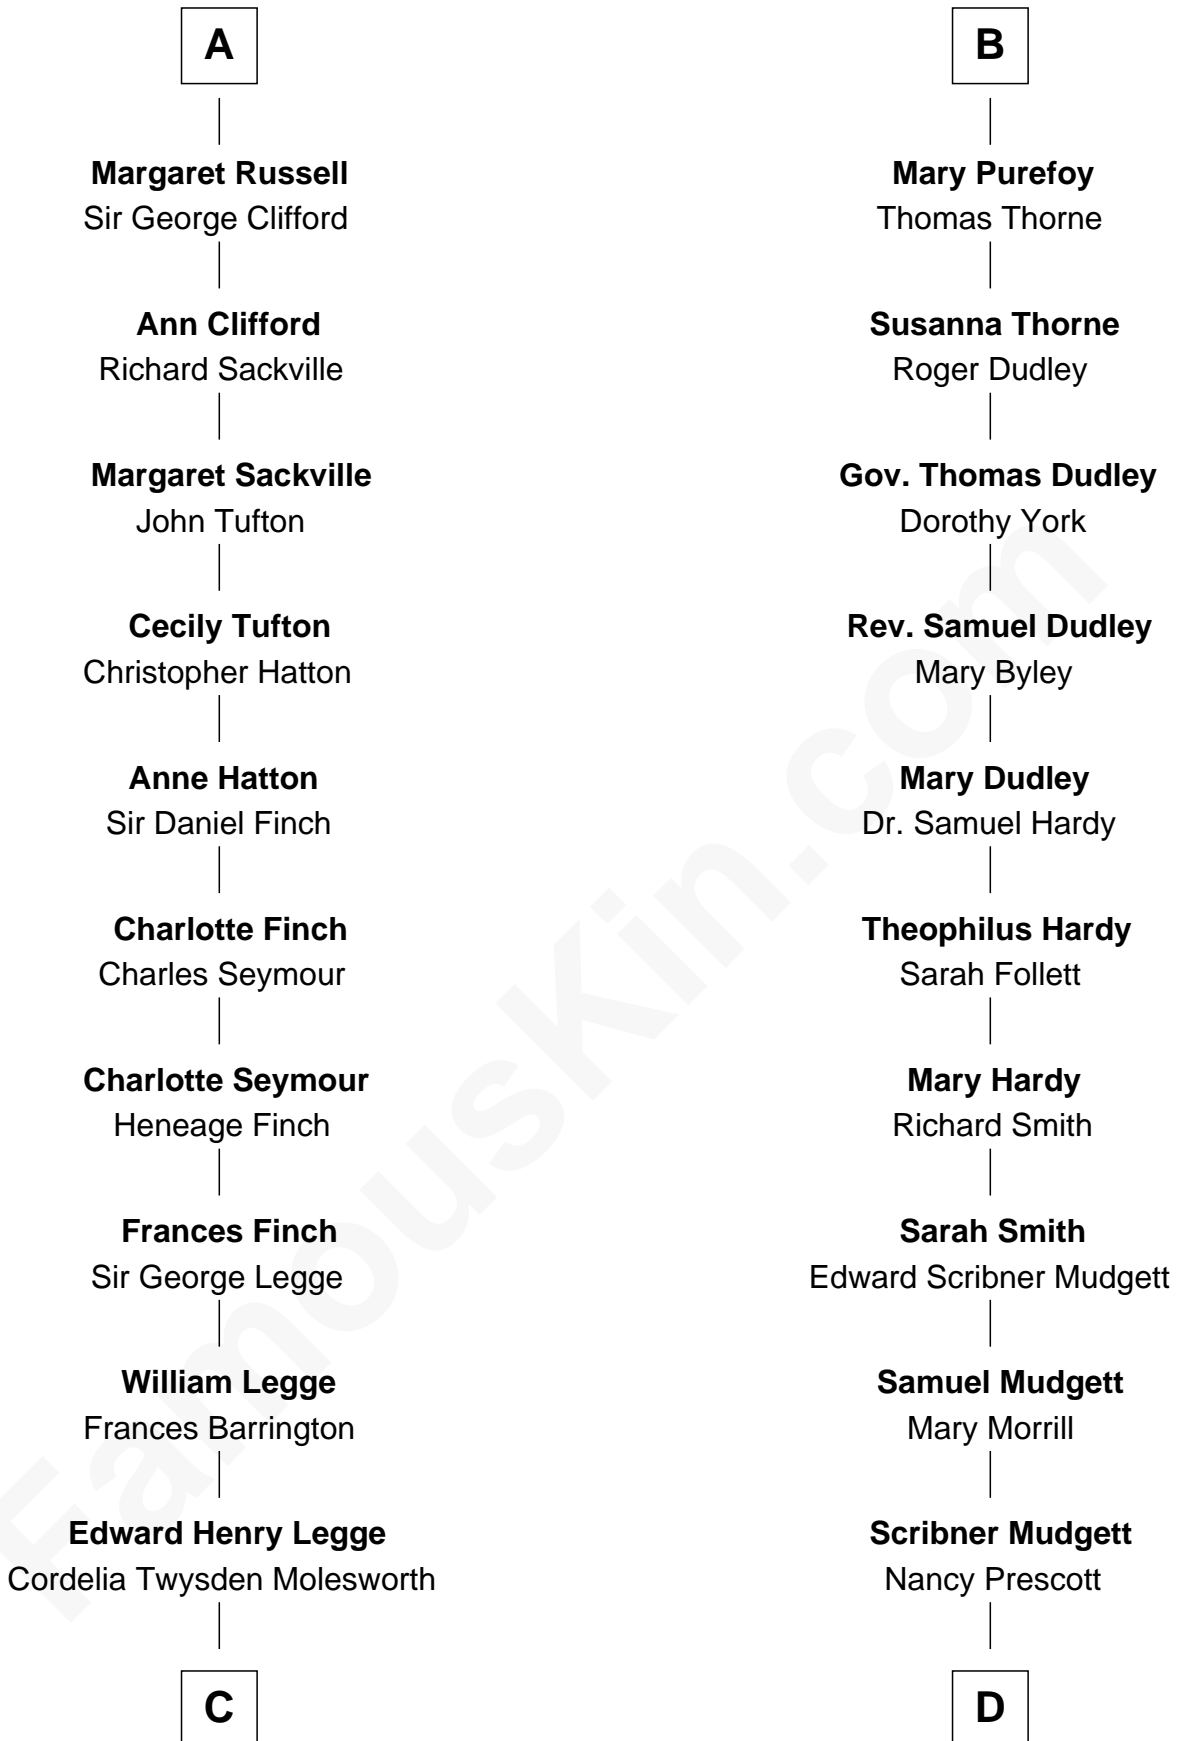 A
Margaret Russell
Sir George Clifford
Ann Clifford
Richard Sackville
Margaret Sackville
John Tufton
Cecily Tufton
Christopher Hatton
Anne Hatton
Sir Daniel Finch
Charlotte Finch
Charles Seymour
Charlotte Seymour
Heneage Finch
Frances Finch
Sir George Legge
William Legge
Frances Barrington
Edward Henry Legge
Cordelia Twysden Molesworth
C
B
Mary Purefoy
Thomas Thorne
Susanna Thorne
Roger Dudley
Gov. Thomas Dudley
Dorothy York
Rev. Samuel Dudley
Mary Byley
Mary Dudley
Dr. Samuel Hardy
Theophilus Hardy
Sarah Follett
Mary Hardy
Richard Smith
Sarah Smith
Edward Scribner Mudgett
Samuel Mudgett
Mary Morrill
Scribner Mudgett
Nancy Prescott
D
FamousKin.com